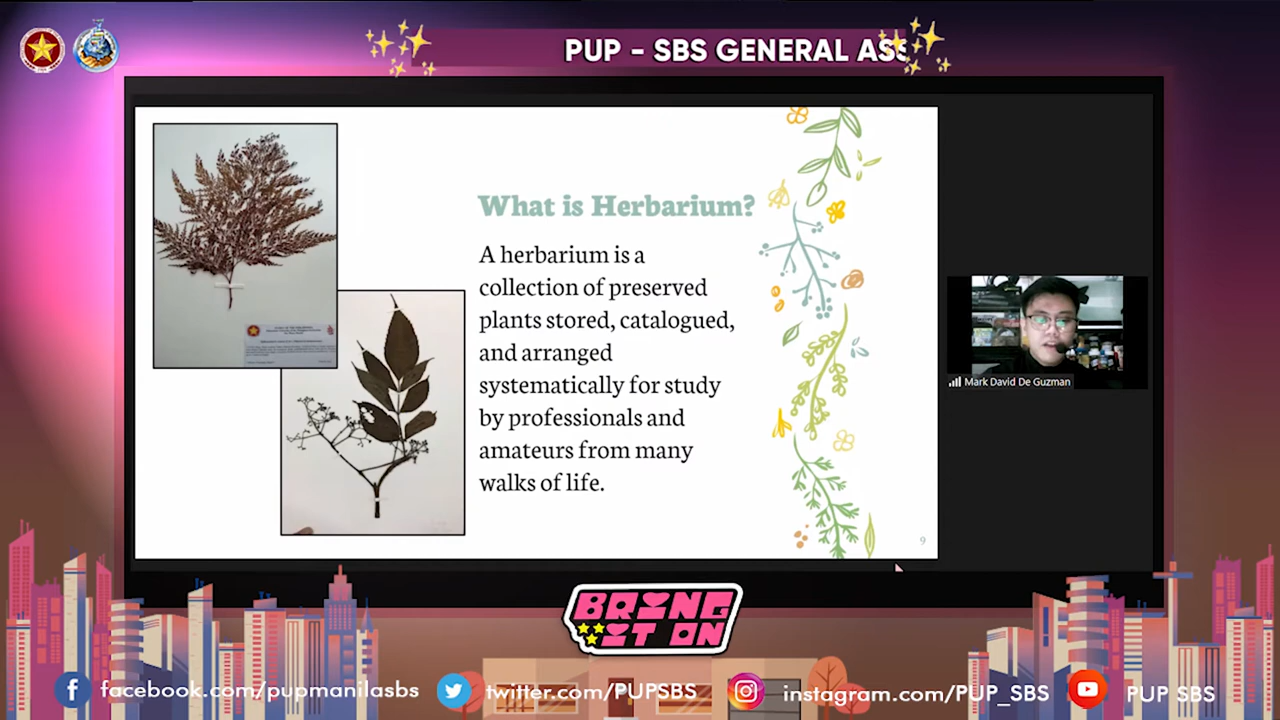 PUP - SBS GENERAL ASS
What is Herbarium?
A herbarium is a
collection of preserved
plants stored, catalogued,
and arranged
systematically for study
by professionals and
amateurs from many
walks of life.
9
Mark David De Guzman
BRING
IT ON
facebook.com/pupmanilasbs
twitter.com/PUPSBS
instagram.com/PUP_SBS
PUP SBS